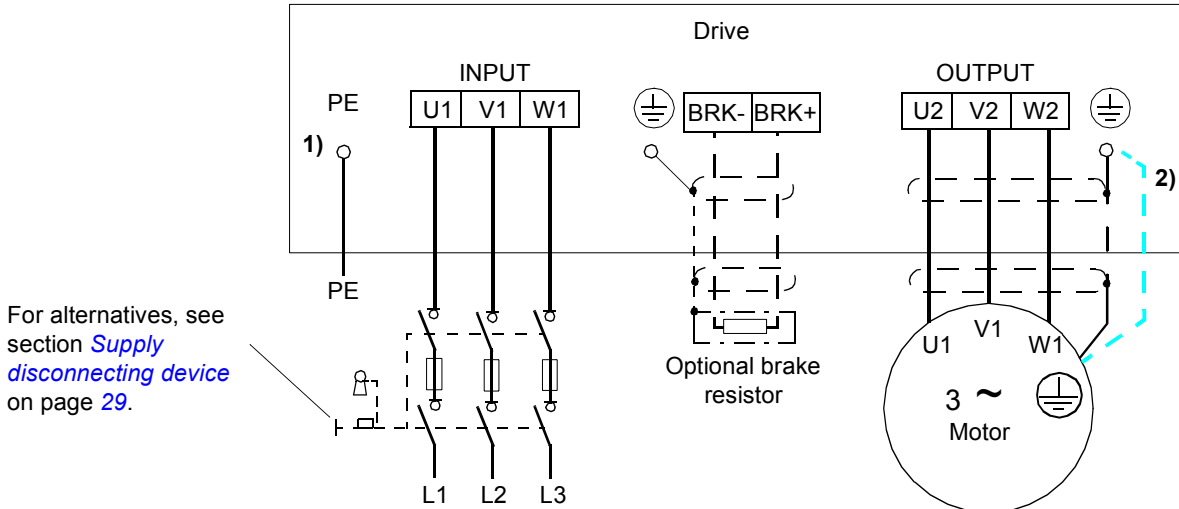 Drive
INPUT
OUTPUT
PE
U1 V1 W1
BRK- BRK+
U2 V2 W2
1)
2)
PE
For alternatives, see
section Supply
disconnecting device
on page 29.
U1 V1 W1
Optional brake
resistor
3 ~
Motor
L1 L2 L3